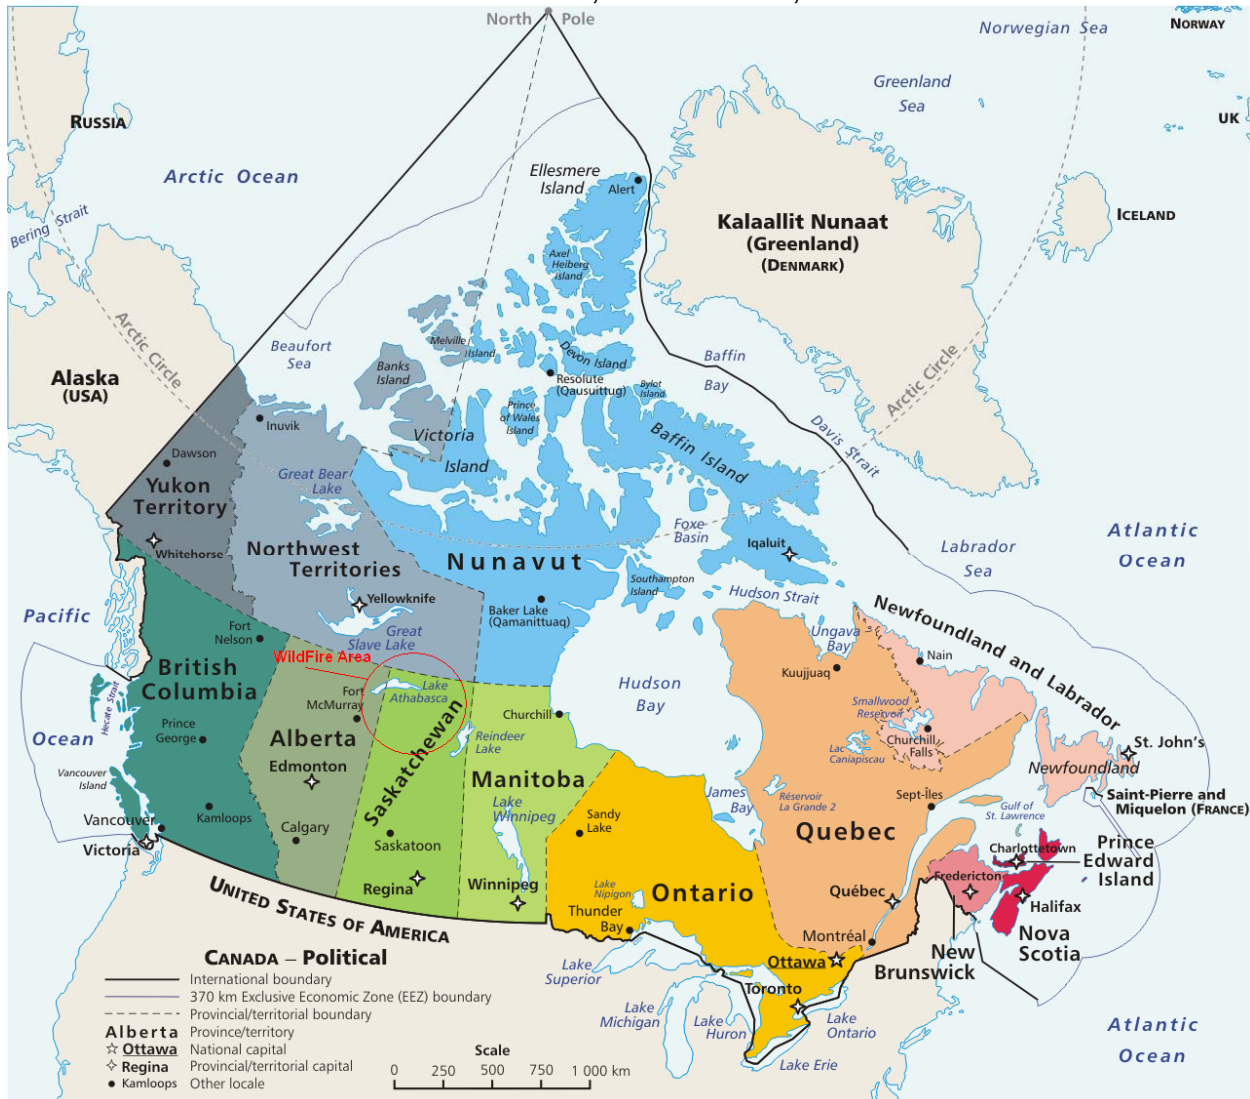 North Pole
Norwegian Sea
NORWAY
Greenland
Sea
UK
RUSSIA
Arctic Ocean
Ellesmere
Island
Alert
Kalaallit Nunaat
(Greenland)
(DENMARK)
ICELAND
Bering Strait
Axel
Heiberg
island
Arctic Circle
Beaufort
Sea
Melville
Island
Devon Island
Baffin
Bay
Arctic Circle
Alaska
(USA)
Banks
Island
Resolute
(Qausuittug)
Bylot
Island
Prince
of Wales
Island
Inuvik
Victoria
Island
Baffin Island
Davis Strait
Dawson
Great Bear
Lake
Yukon
Territory
Whitehorse
Northwest
Territories
Nunavut
Foxe
Basin
Iqaluit
Labrador
Sea
Atlantic
Ocean
Southampton
Island
Hudson Strait
Yellowknife
Baker Lake
(Qamanittuaq)
Pacific
Ocean
Fort
Nelson
Great
Slave Lake
WildFire Area
Ungava
Bay
Newfoundland and Labrador
Nain
Kuujjuaq
British
Columbia
Hecate Strait
Fort
McMurray
Lake
Athabasca
Hudson
Bay
Smallwood
Reservoir
Churchill
Falls
Lac
Caniapiscau
Prince
George
Churchill
Reindeer
Lake
Alberta
Edmonton
Saskatchewan
Manitoba
St. John's
Newfoundland
Vancouver
Island
Lake
Winnipeg
James
Bay
Réservoir
La Grande 2
Sept-Îles
Saint-Pierre and
Miquelon (FRANCE)
Gulf of
St. Lawrence
Vancouver
Victoria
Kamloops
Calgary
Saskatoon
Sandy
Lake
Quebec
Charlottetown
Prince
Edward
Island
Regina
Winnipeg
Lake
Nipigon
Ontario
Québec
Fredericton
Halifax
Thunder
Bay
UNITED STATES OF AMERICA
Montréal
Nova
Scotia
New
Brunswick
Ottawa
Lake
Superior
Toronto
Lake
Michigan
Lake
Huron
Lake
Ontario
Lake Erie
Atlantic
Ocean
CANADA – Political
International boundary
370 km Exclusive Economic Zone (EEZ) boundary
Provincial/territorial boundary
Alberta Province/territory
Ottawa National capital
Regina Provincial/territorial capital
Kamloops Other locale
Scale
0 250 500 750 1 000 km